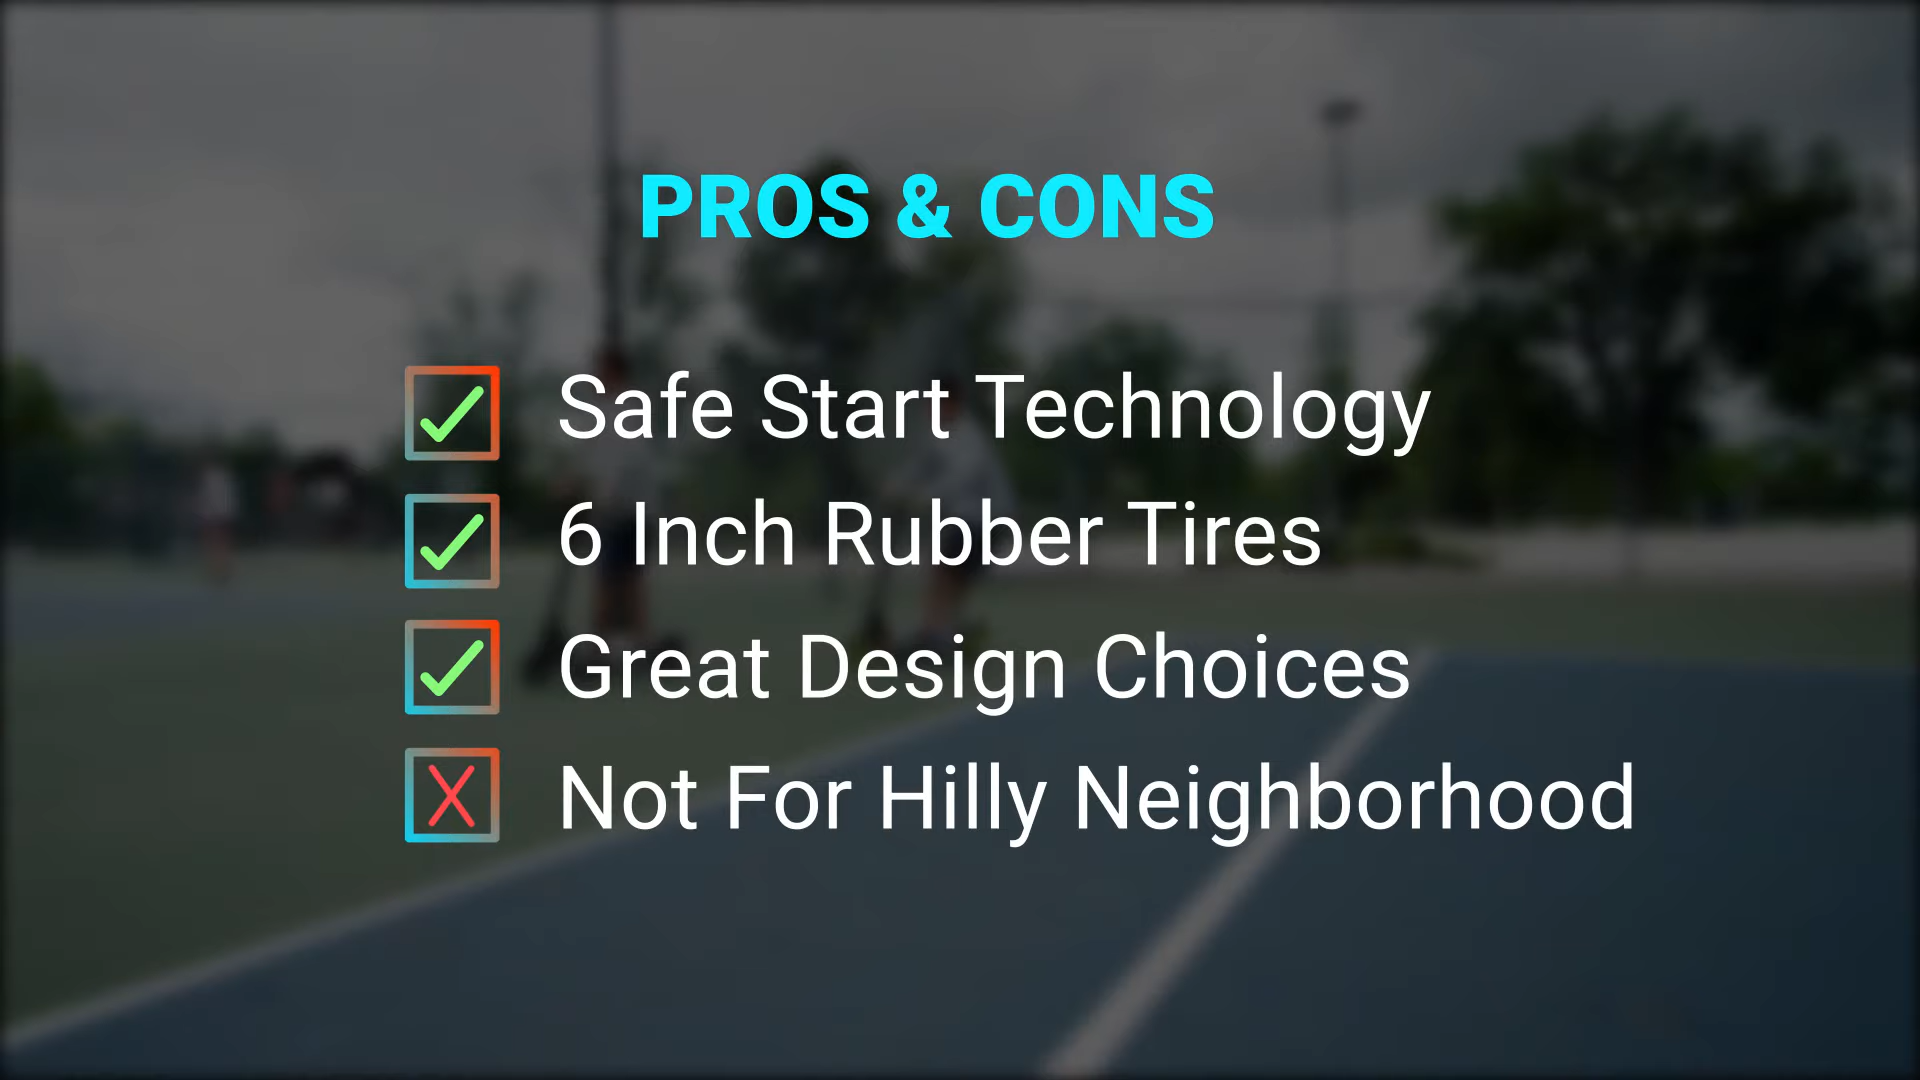 PROS & CONS
Safe Start Technology
6 Inch Rubber Tires
Great Design Choices
Not For Hilly Neighborhood